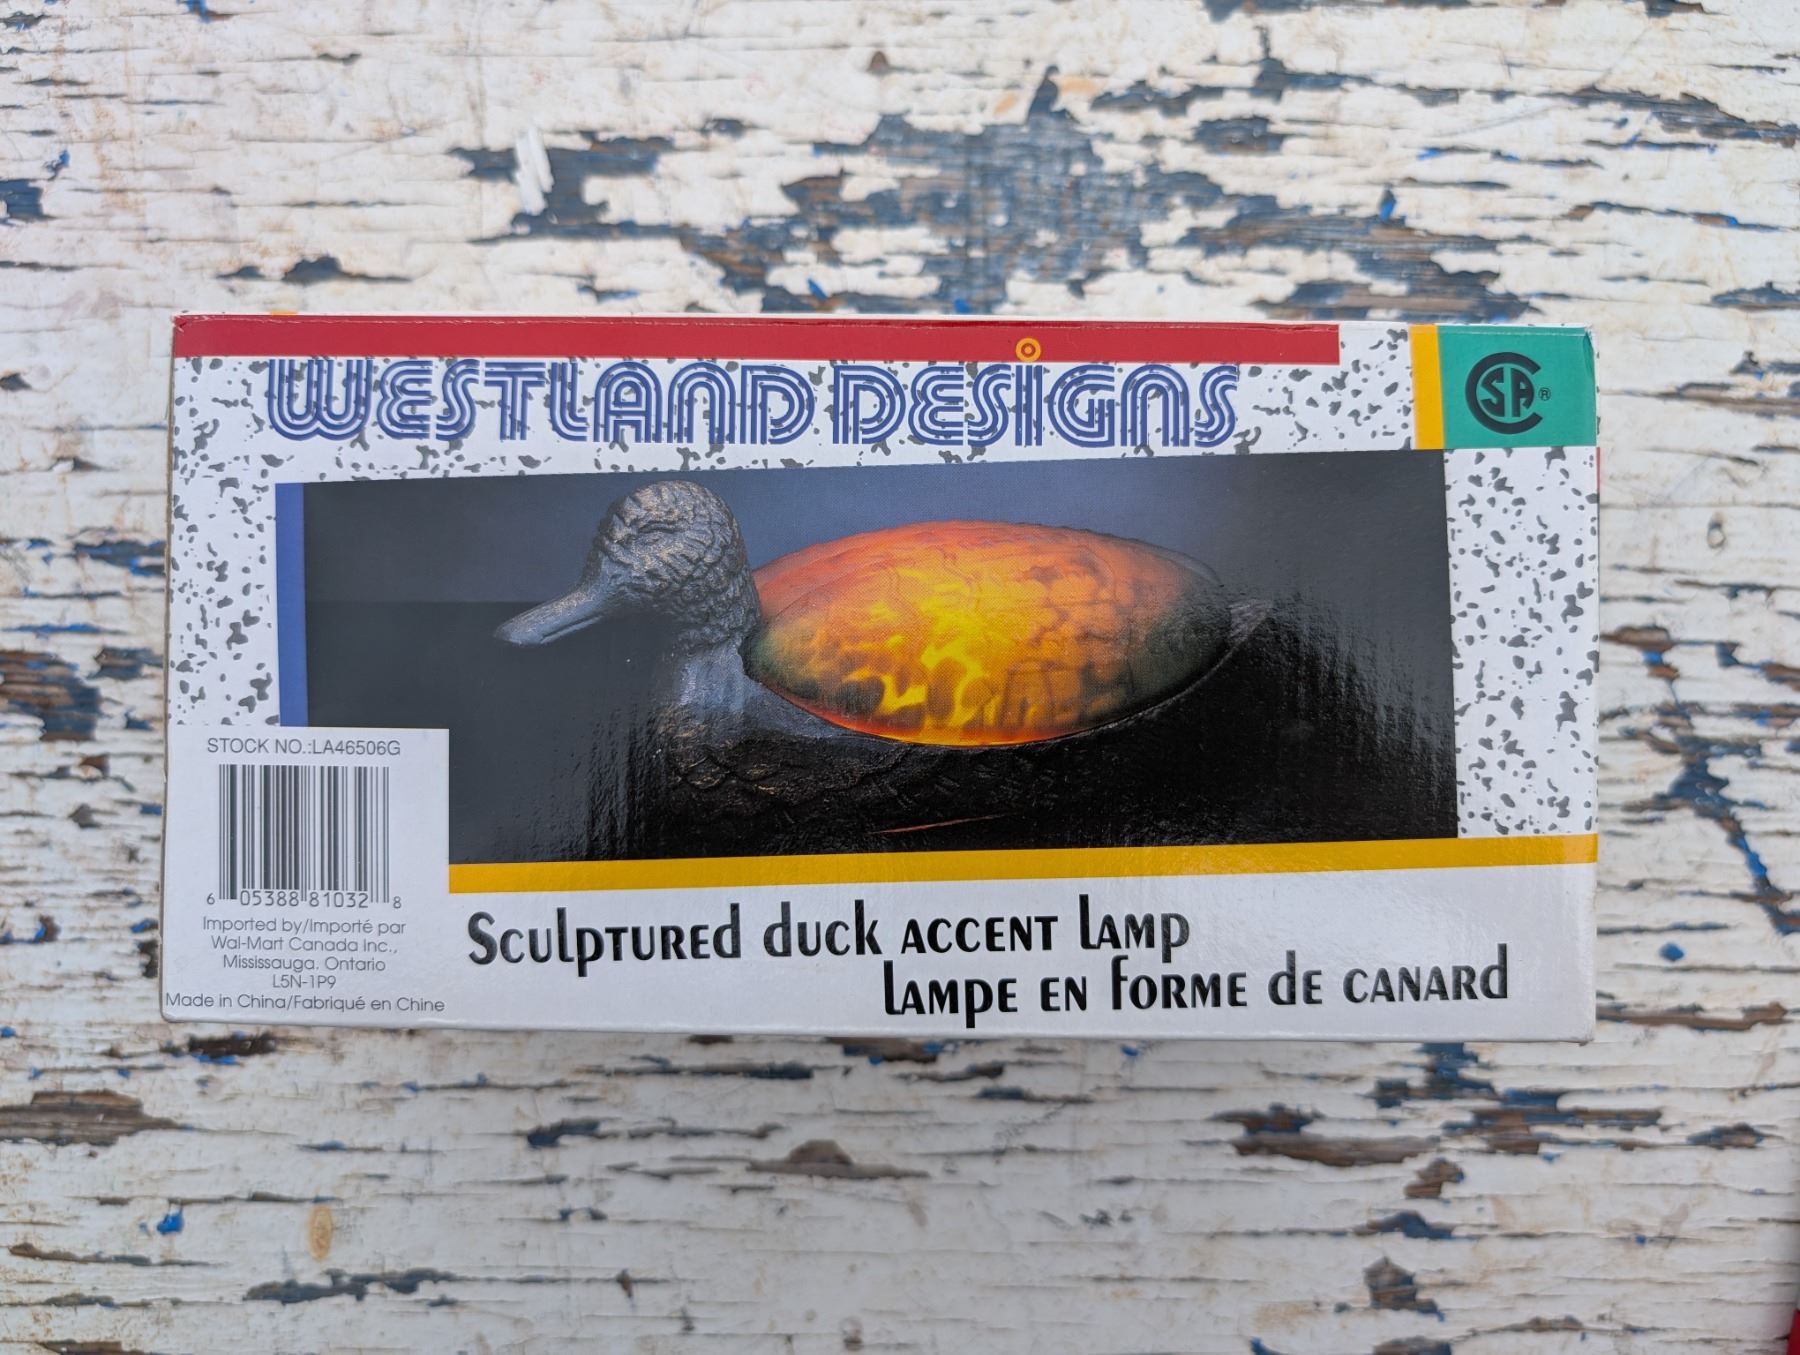 WESTLAND DESIGNS
CSA ®
STOCK NO.:LA46506G
6 05388 81032 8
Imported by/Importé par
Wal-Mart Canada inc.,
Mississauga. Ontario
L5N-1P9
Made in China/Fabriqué en Chine
Sculptured duck accent lamp
lampe en forme de canard